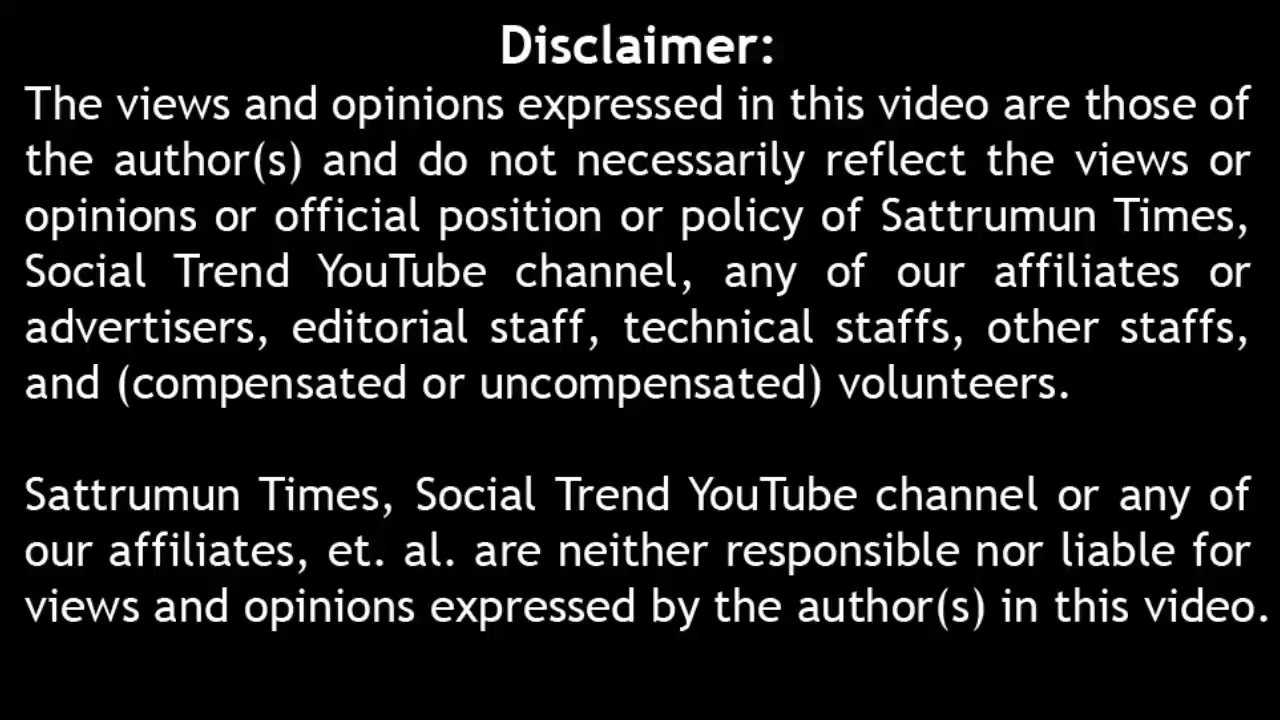 Disclaimer:
The views and opinions expressed in this video are those of
the author(s) and do not necessarily reflect the views or
opinions or official position or policy of Sattrumun Times,
Social Trend YouTube channel, any of our affiliates or
advertisers, editorial staff, technical staffs, other staffs,
and (compensated or uncompensated) volunteers.
Sattrumun Times, Social Trend YouTube channel or any of
our affiliates, et. al. are neither responsible nor liable for
views and opinions expressed by the author(s) in this video.